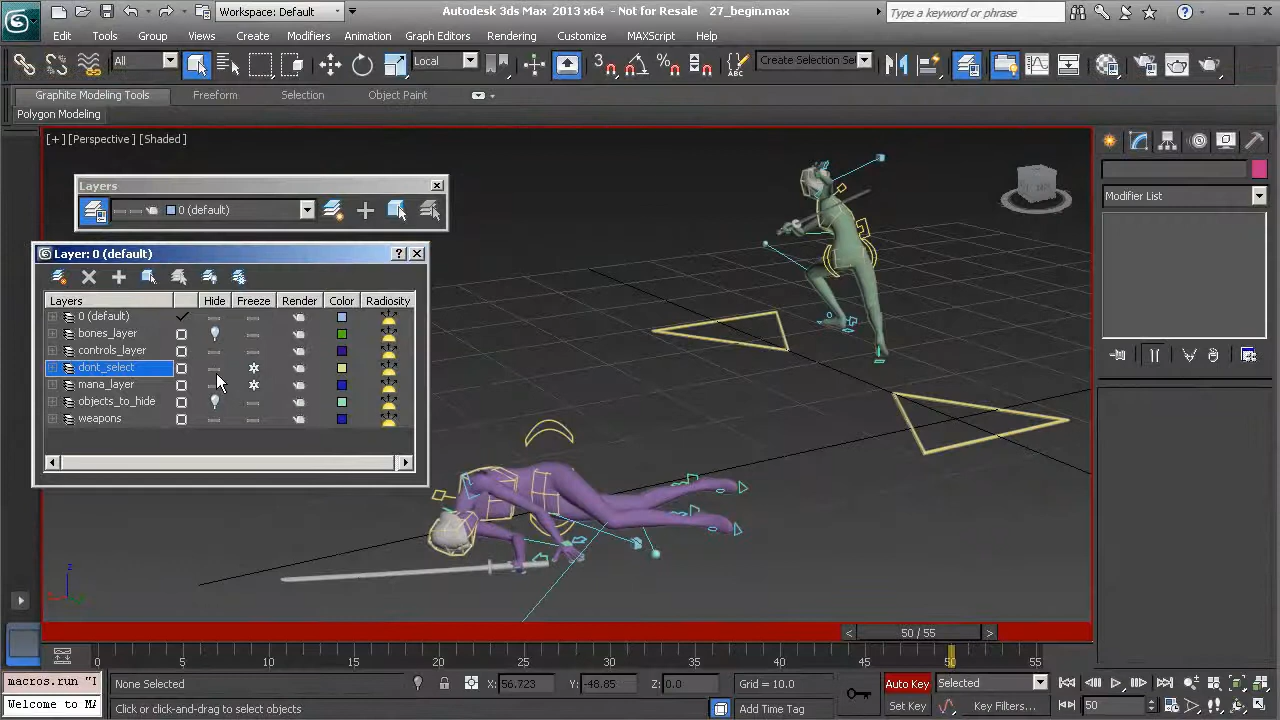 Workspace: Default
Autodesk 3ds Max 2013 x64 - Not for Resale 27_begin.max
Type a keyword or phrase
Edit Tools Group Views Create Modifiers Animation Graph Editors Rendering Customize MAXScript Help
All Local Create Selection Se
Graphite Modeling Tools Freeform Selection Object Paint
Polygon Modeling
[+] [Perspective] [Shaded]
Modifier List
Layers
0 (default)
Layer: 0 (default)
Layers Hide Freeze Render Color Radiosity
0 (default)
bones_layer
controls_layer
dont_select
mana_layer
objects_to_hide
weapons
z
50 / 55
0 5 10 15 20 25 30 35 40 45 50 55
macros.run "I
None Selected X: 56.723 Y: -48.85 Z: 0.0 Grid = 10.0 Auto Key Selected
Welcome to MA
Click or click-and-drag to select objects Add Time Tag Set Key Key Filters... 50